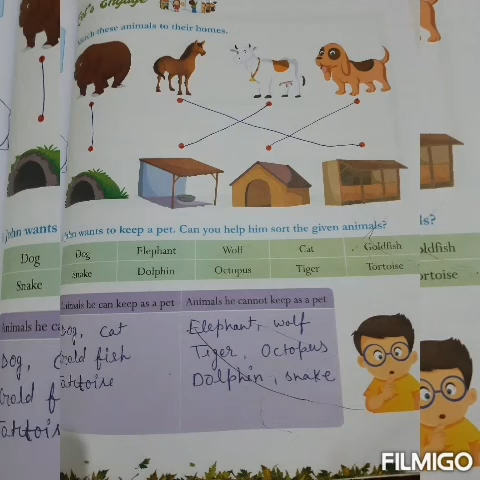 Let's Engage
Match these animals to their homes.
John wants to keep a pet. Can you help him sort the given animals?
Dog Elephant Wolf Cat Goldfish
Snake Dolphin Octopus Tiger Tortoise
Animals he can keep as a pet Animals he cannot keep as a pet
Dog, cat Elephant, wolf
Gold fish Tiger, Octopus
Tortoise Dolphin, snake
FILMIGO